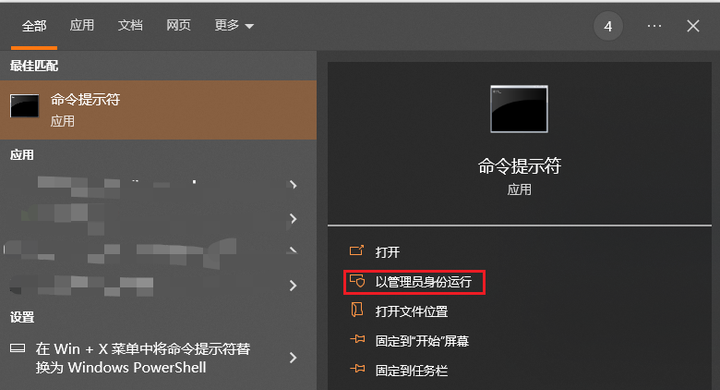 全部 应用 文档 网页 更多 4 ...
最佳匹配
命令提示符
应用
应用
设置
在 Win + X 菜单中将命令提示符替
换为 Windows PowerShell
命令提示符
应用
打开
以管理员身份运行
打开文件位置
固定到"开始"屏幕
固定到任务栏